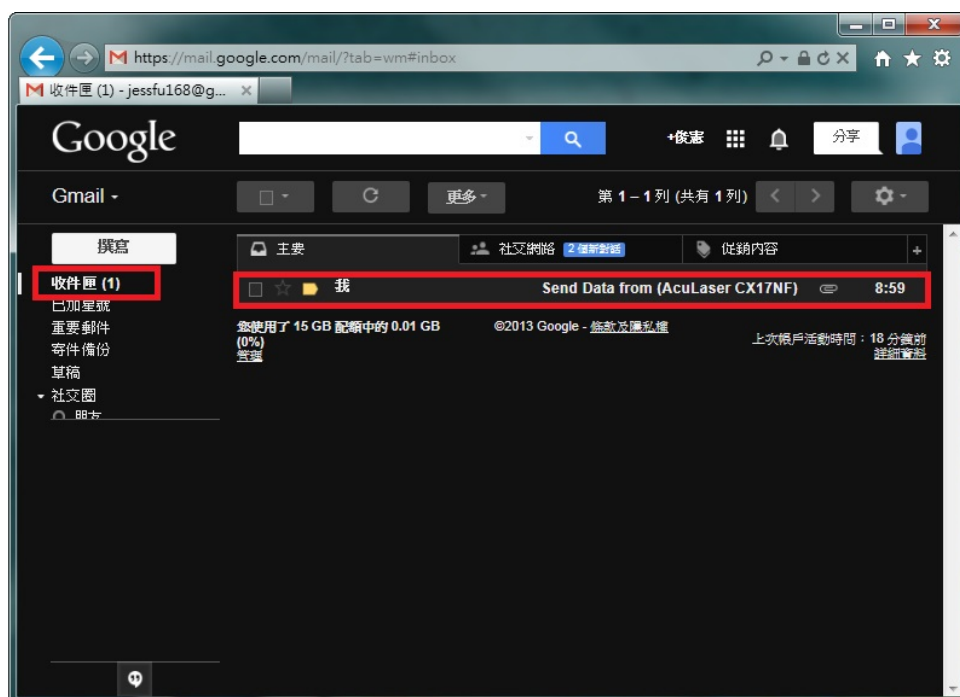 https://mail.google.com/mail/?tab=wm#inbox
收件匣 (1) - jessfu168@g...
Google
+俊憲
分享
Gmail
更多
第 1 – 1 列 (共有 1 列)
撰寫
主要
社交網路 2 個新對話
促銷內容
+
收件匣 (1)
我
Send Data from (AcuLaser CX17NF)
8:59
已加星號
重要郵件
寄件備份
草稿
社交圈
朋友
您使用了 15 GB 配額中的 0.01 GB
(0%)
管理
©2013 Google - 條款及隱私權
上次帳戶活動時間：18 分鐘前
詳細資料